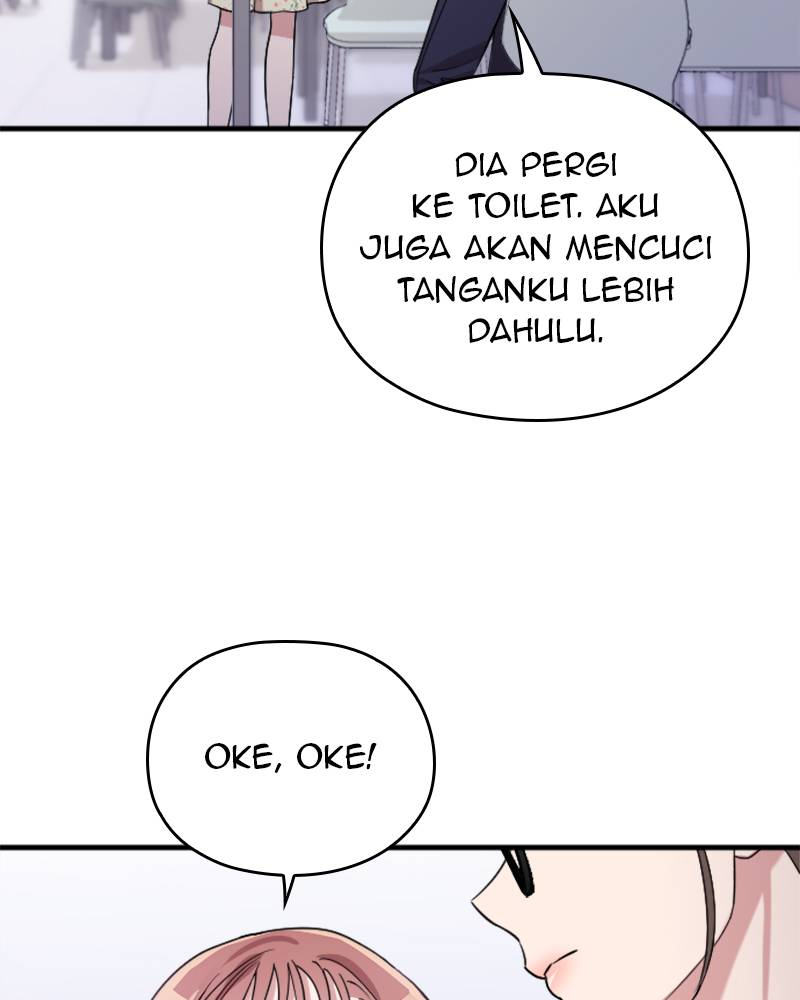 DIA PERGI
KE TOILET. AKU
JUGA AKAN MENCUCI
TANGANKU LEBIH
DAHULU.
OKE, OKE!